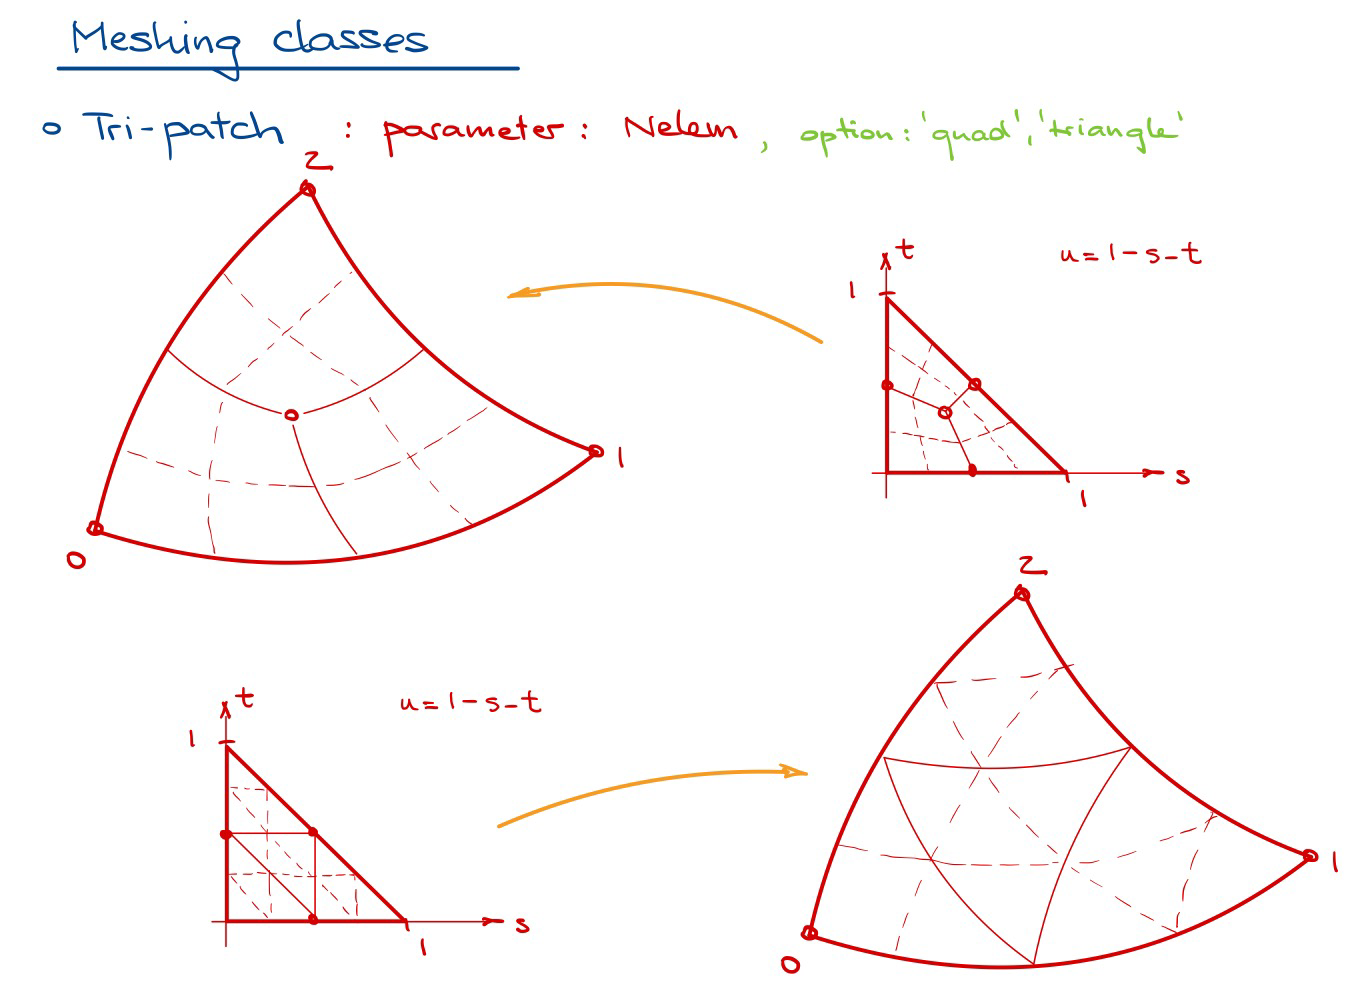 Meshing classes
o Tri-patch : parameter: Nelem, option: 'quad', 'triangle'
2
t
u=1-s-t
1
1
s
1
0
2
t
u=1-s-t
1
1
s
1
0